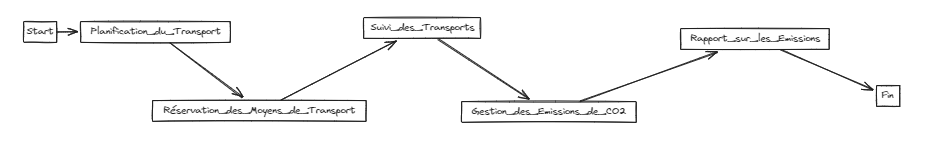 Start
Planification_du_Transport
Réservation_des_Moyens_de_Transport
Suivi_des_Transports
Gestion_des_Emissions_de_CO2
Rapport_sur_les_Emissions
Fin